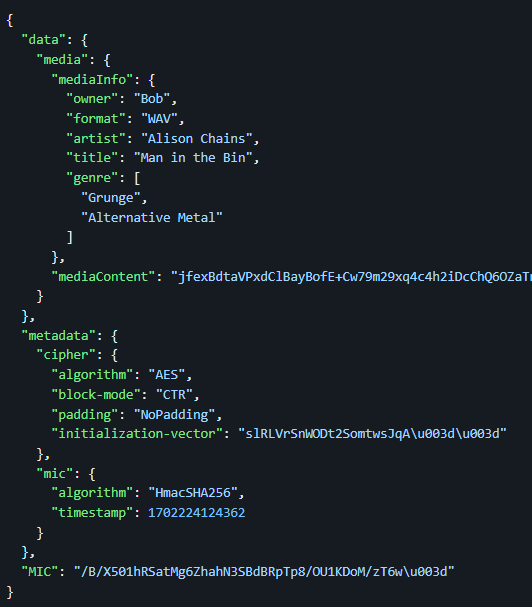 {
  "data": {
    "media": {
      "mediaInfo": {
        "owner": "Bob",
        "format": "WAV",
        "artist": "Alison Chains",
        "title": "Man in the Bin",
        "genre": [
          "Grunge",
          "Alternative Metal"
        ]
      },
      "mediaContent": "jfexBdtaVPxdClBayBofE+Cw79m29xq4c4h2iDcChQ6OZaTr
    }
  },
  "metadata": {
    "cipher": {
      "algorithm": "AES",
      "block-mode": "CTR",
      "padding": "NoPadding",
      "initialization-vector": "slRLVrSnWODt2SomtwsJqA\u003d\u003d"
    },
    "mic": {
      "algorithm": "HmacSHA256",
      "timestamp": 1702224124362
    }
  },
  "MIC": "/B/X501hRSatMg6ZhahN3SBdBRpTp8/OU1KDoM/zT6w\u003d"
}